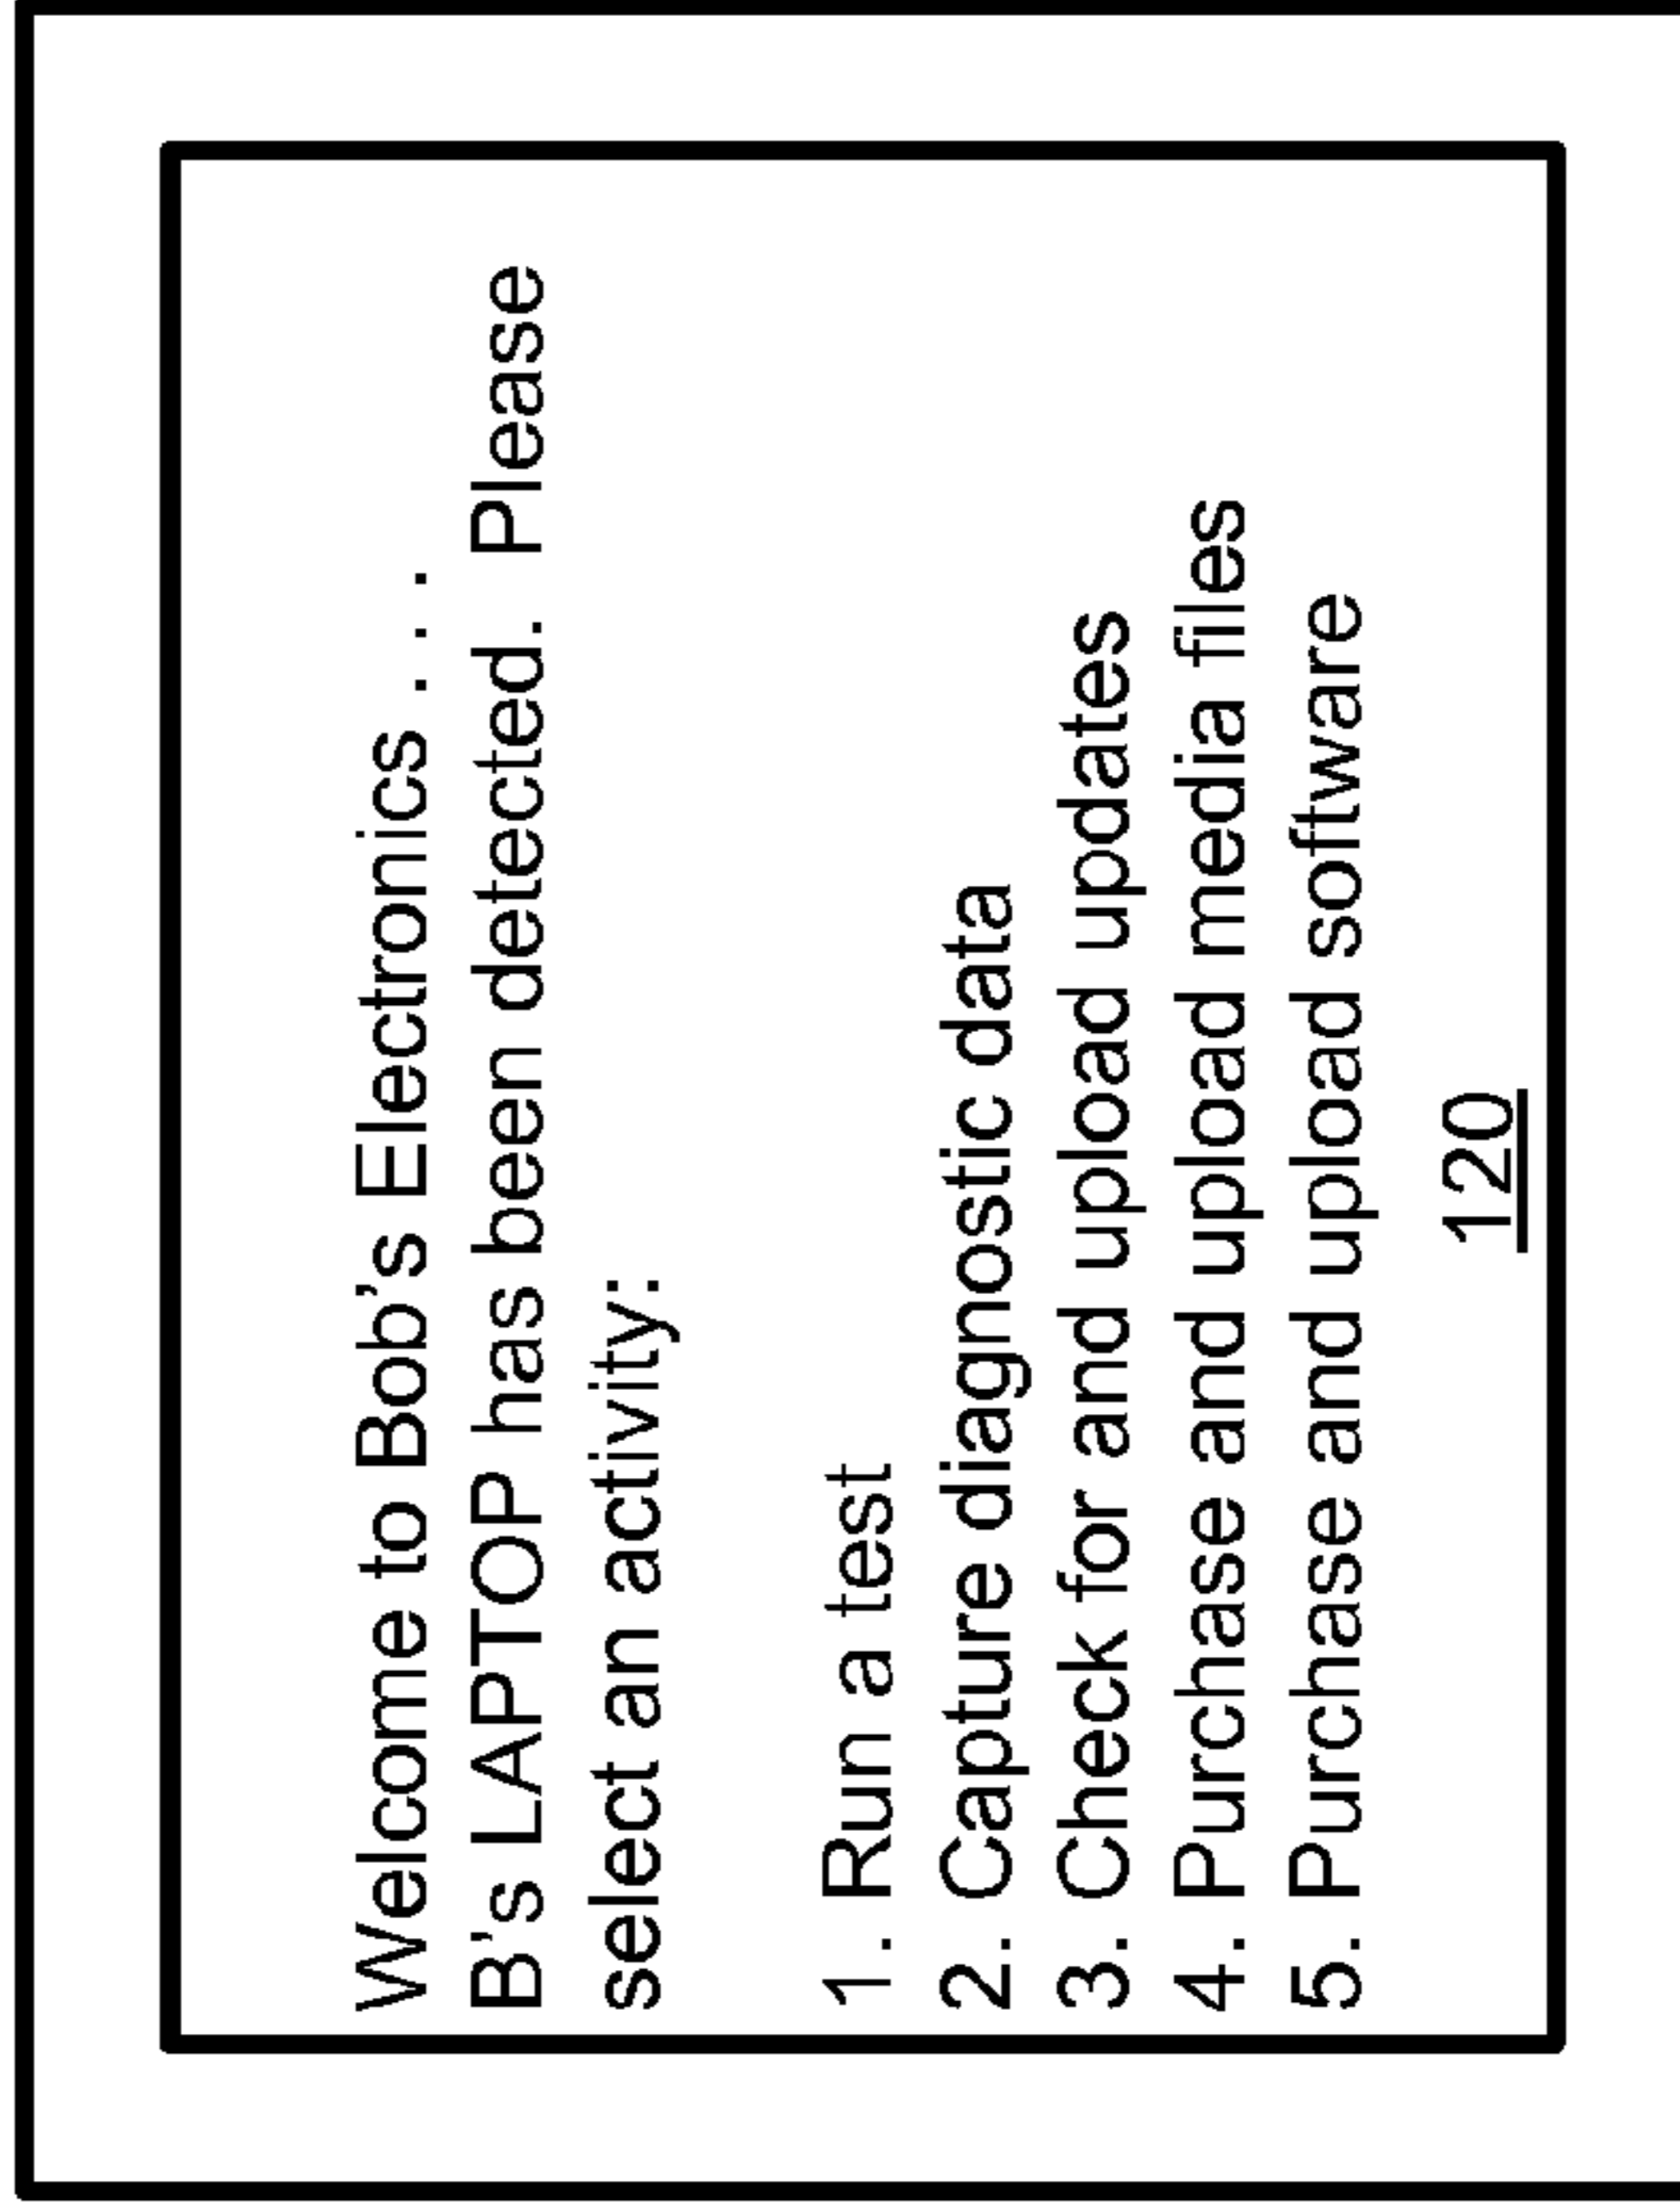 Welcome to Bob's Electronics . . .
B's LAPTOP has been detected. Please
select an activity:
1. Run a test
2. Capture diagnostic data
3. Check for and upload updates
4. Purchase and upload media files
5. Purchase and upload software
120